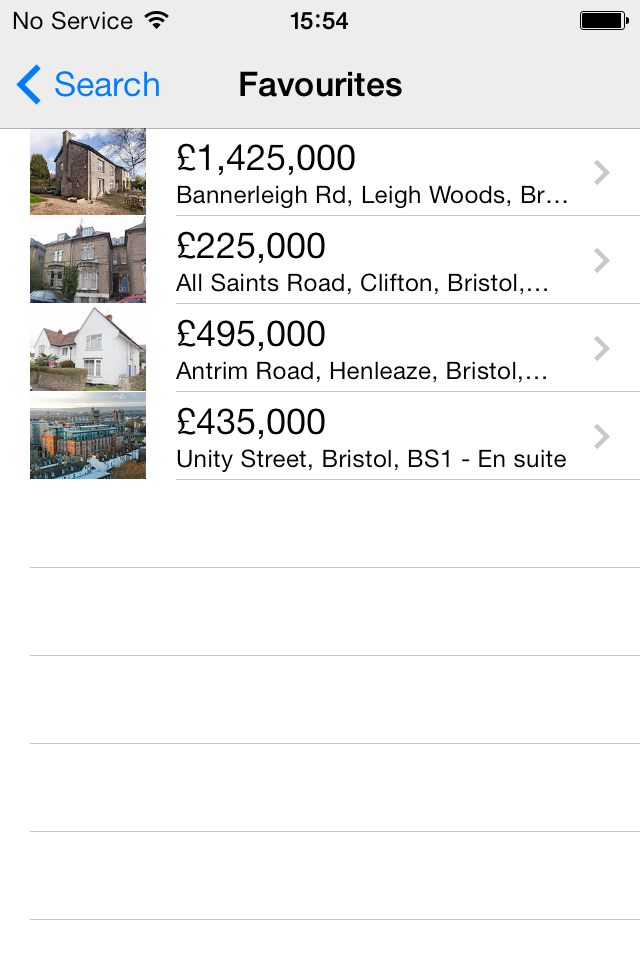 No Service 15:54
Search Favourites
£1,425,000
Bannerleigh Rd, Leigh Woods, Br...
£225,000
All Saints Road, Clifton, Bristol,...
£495,000
Antrim Road, Henleaze, Bristol,...
£435,000
Unity Street, Bristol, BS1 - En suite